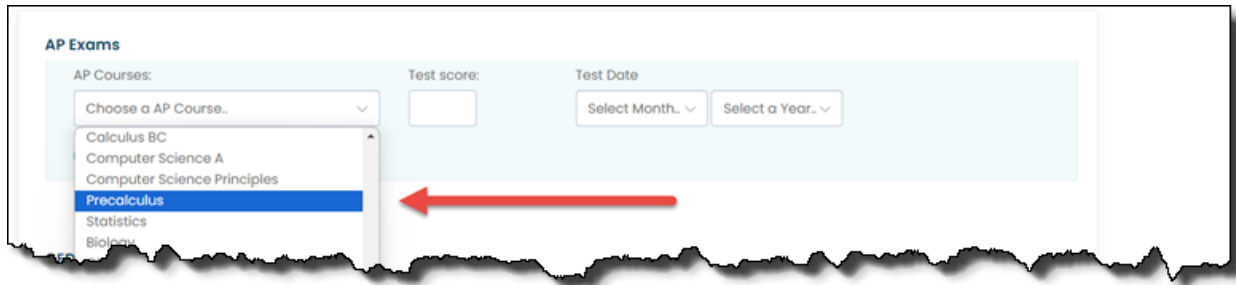 AP Exams
AP Courses: Test score: Test Date
Choose a AP Course.. Select Month.. Select a Year..
Calculus BC
Computer Science A
Computer Science Principles
Precalculus
Statistics
Biology